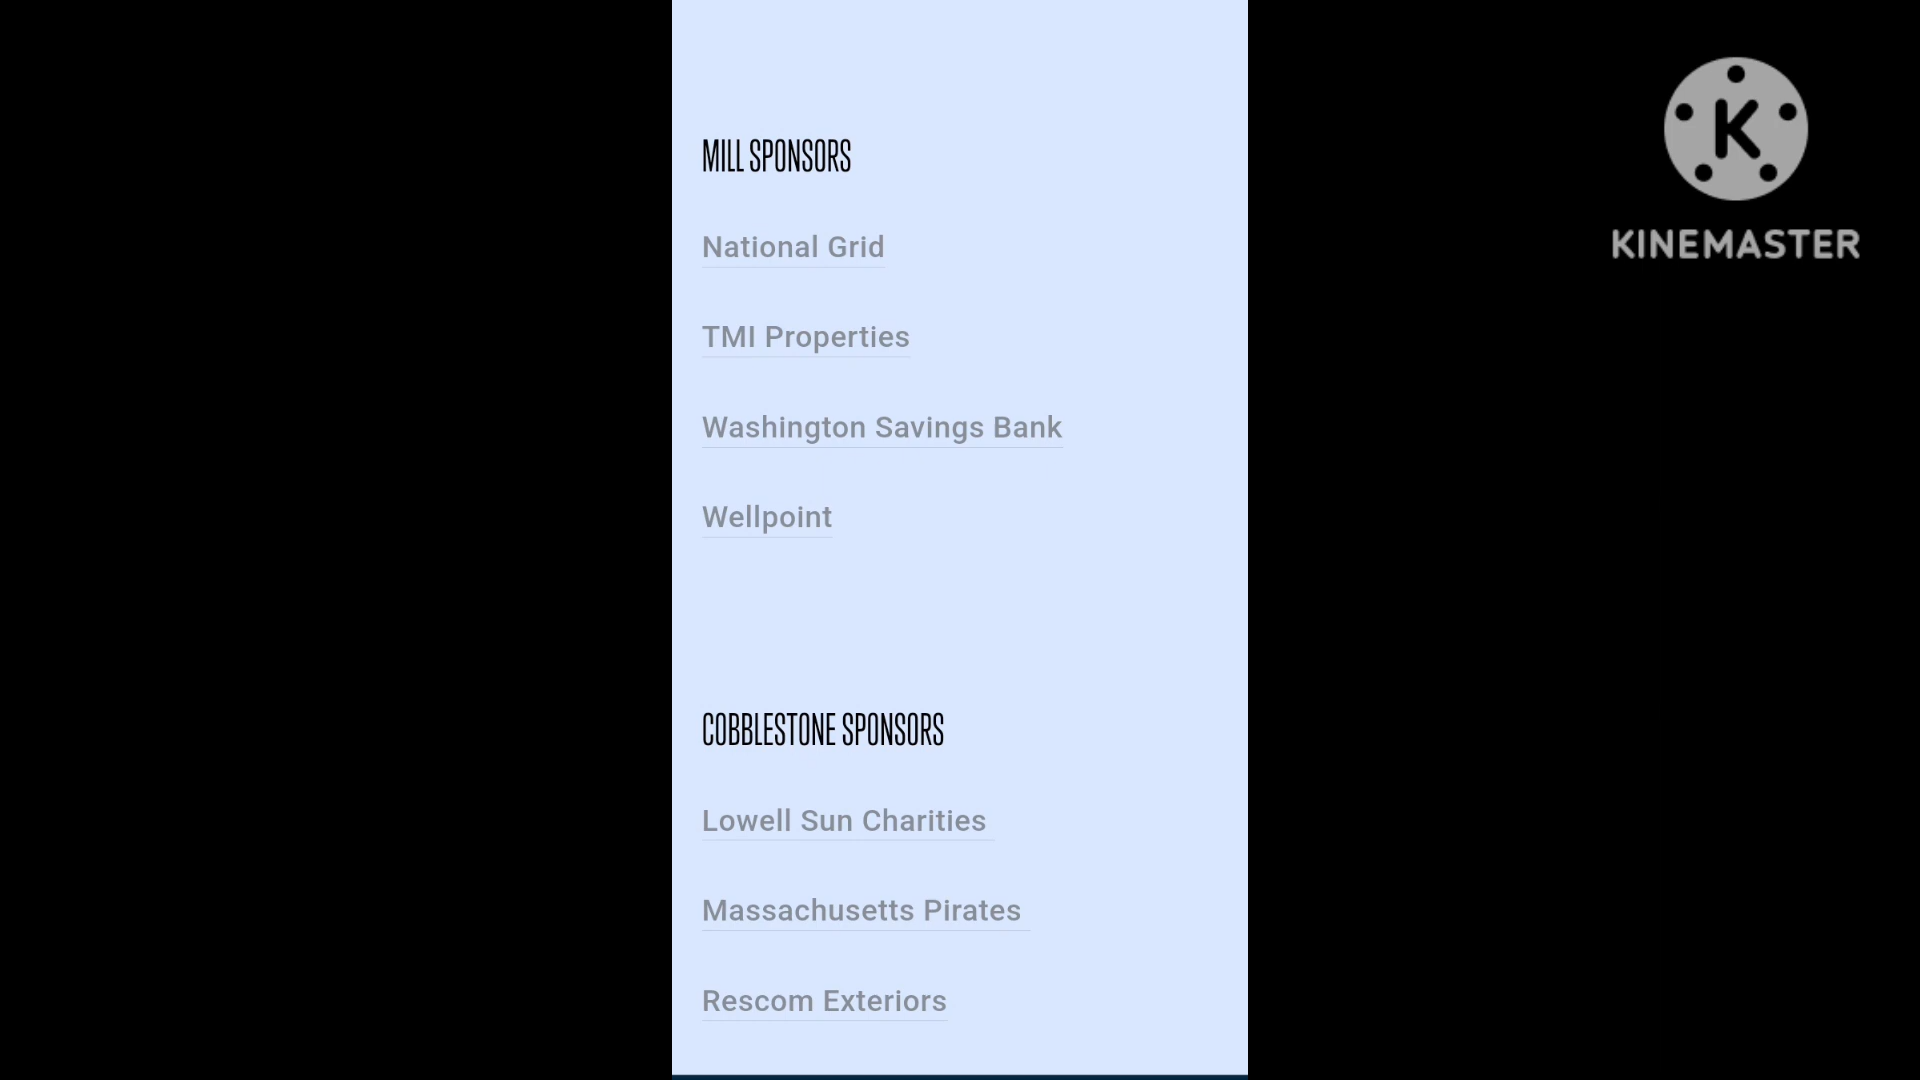 MILL SPONSORS
National Grid
TMI Properties
Washington Savings Bank
Wellpoint
COBBLESTONE SPONSORS
Lowell Sun Charities
Massachusetts Pirates
Rescom Exteriors
K
KINEMASTER